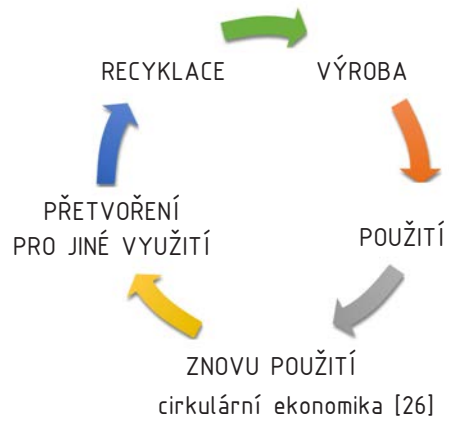 RECYKLACE
VÝROBA
PŘETVOŘENÍ
PRO JINÉ VYUŽITÍ
POUŽITÍ
ZNOVU POUŽITÍ
cirkulární ekonomika [26]